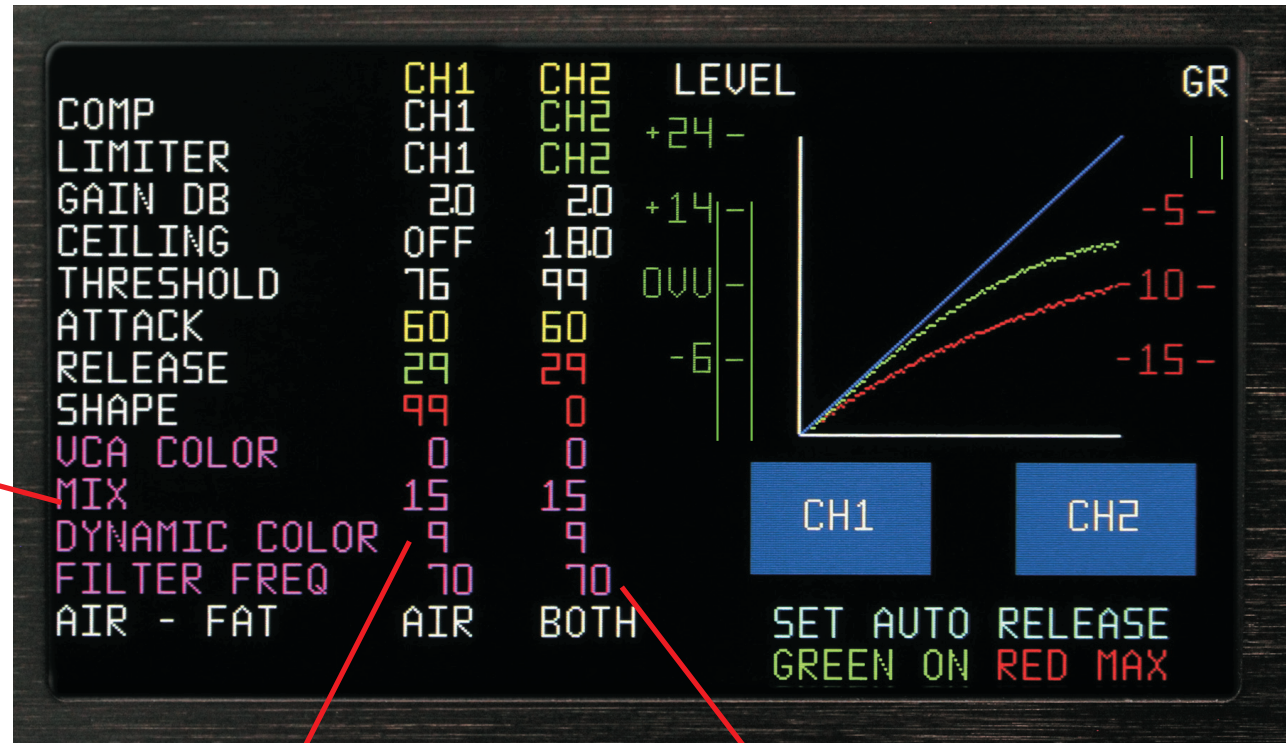 CH1 CH2 LEVEL GR
COMP CH1 CH2
LIMITER CH1 CH2
GAIN DB 2.0 2.0
CEILING OFF 18.0
THRESHOLD 76 99
ATTACK 60 60
RELEASE 29 29
SHAPE 99 0
VCA COLOR 0 0
MIX 15 15
DYNAMIC COLOR 9 9
FILTER FREQ 70 70
AIR - FAT AIR BOTH
+24 -
+14 -
0VU -
-6 -
-5 -
-10 -
-15 -
CH1 CH2
SET AUTO RELEASE
GREEN ON RED MAX